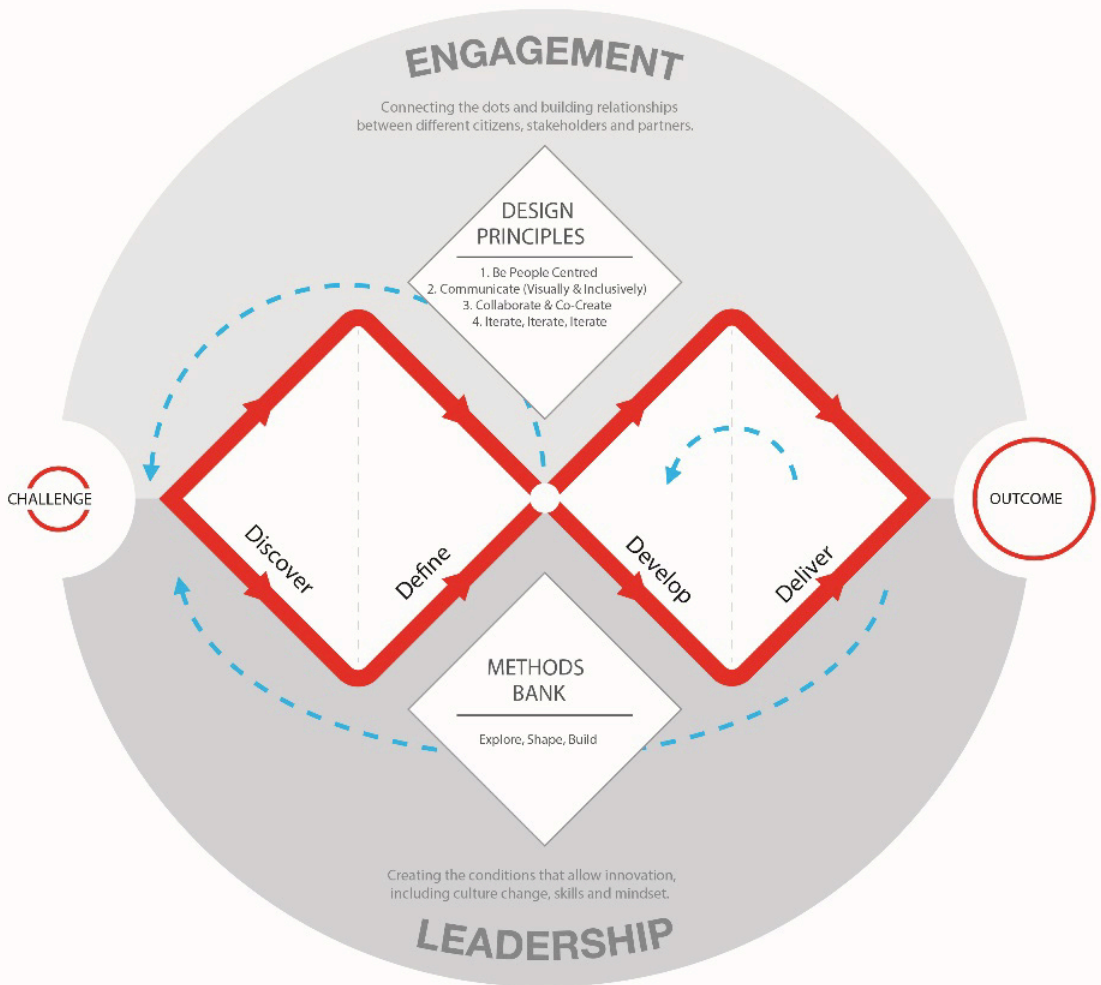 ENGAGEMENT
Connecting the dots and building relationships
between different citizens, stakeholders and partners.
DESIGN
PRINCIPLES
1. Be People Centred
2. Communicate (Visually & Inclusively)
3. Collaborate & Co-Create
4. Iterate, Iterate, Iterate
CHALLENGE
OUTCOME
Discover
Define
Develop
Deliver
METHODS
BANK
Explore, Shape, Build
Creating the conditions that allow innovation,
including culture change, skills and mindset.
LEADERSHIP